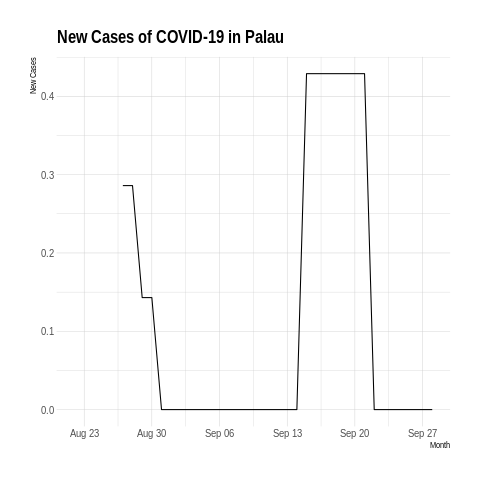 New Cases of COVID-19 in Palau
New Cases
0.4
0.3
0.2
0.1
0.0
Aug 23 Aug 30 Sep 06 Sep 13 Sep 20 Sep 27
Month